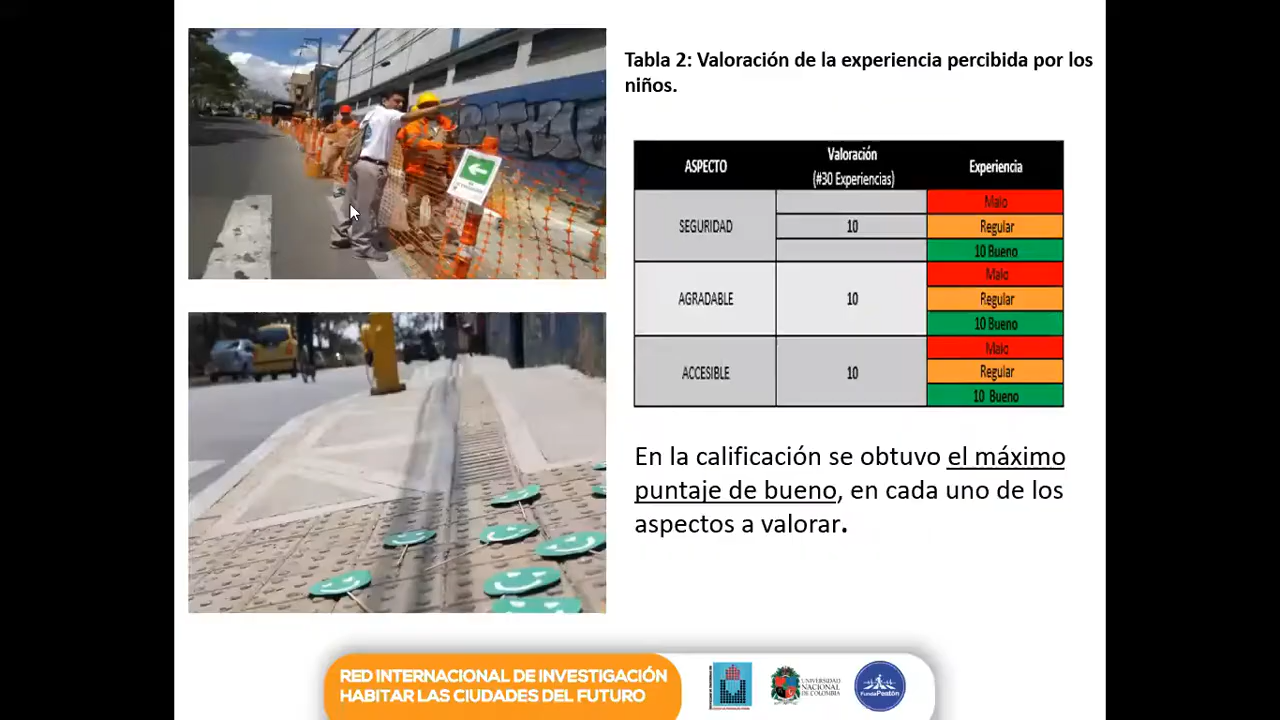 Tabla 2: Valoración de la experiencia percibida por los
niños.
ASPECTO
Valoración
(#30 Experiencias)
Experiencia
SEGURIDAD
10
Malo
Regular
10 Bueno
AGRADABLE
10
Malo
Regular
10 Bueno
ACCESIBLE
10
Malo
Regular
10 Bueno
En la calificación se obtuvo el máximo
puntaje de bueno, en cada uno de los
aspectos a valorar.
RED INTERNACIONAL DE INVESTIGACIÓN
HABITAR LAS CIUDADES DEL FUTURO
UNIVERSIDAD
NACIONAL
DE COLOMBIA
FundaPeatón